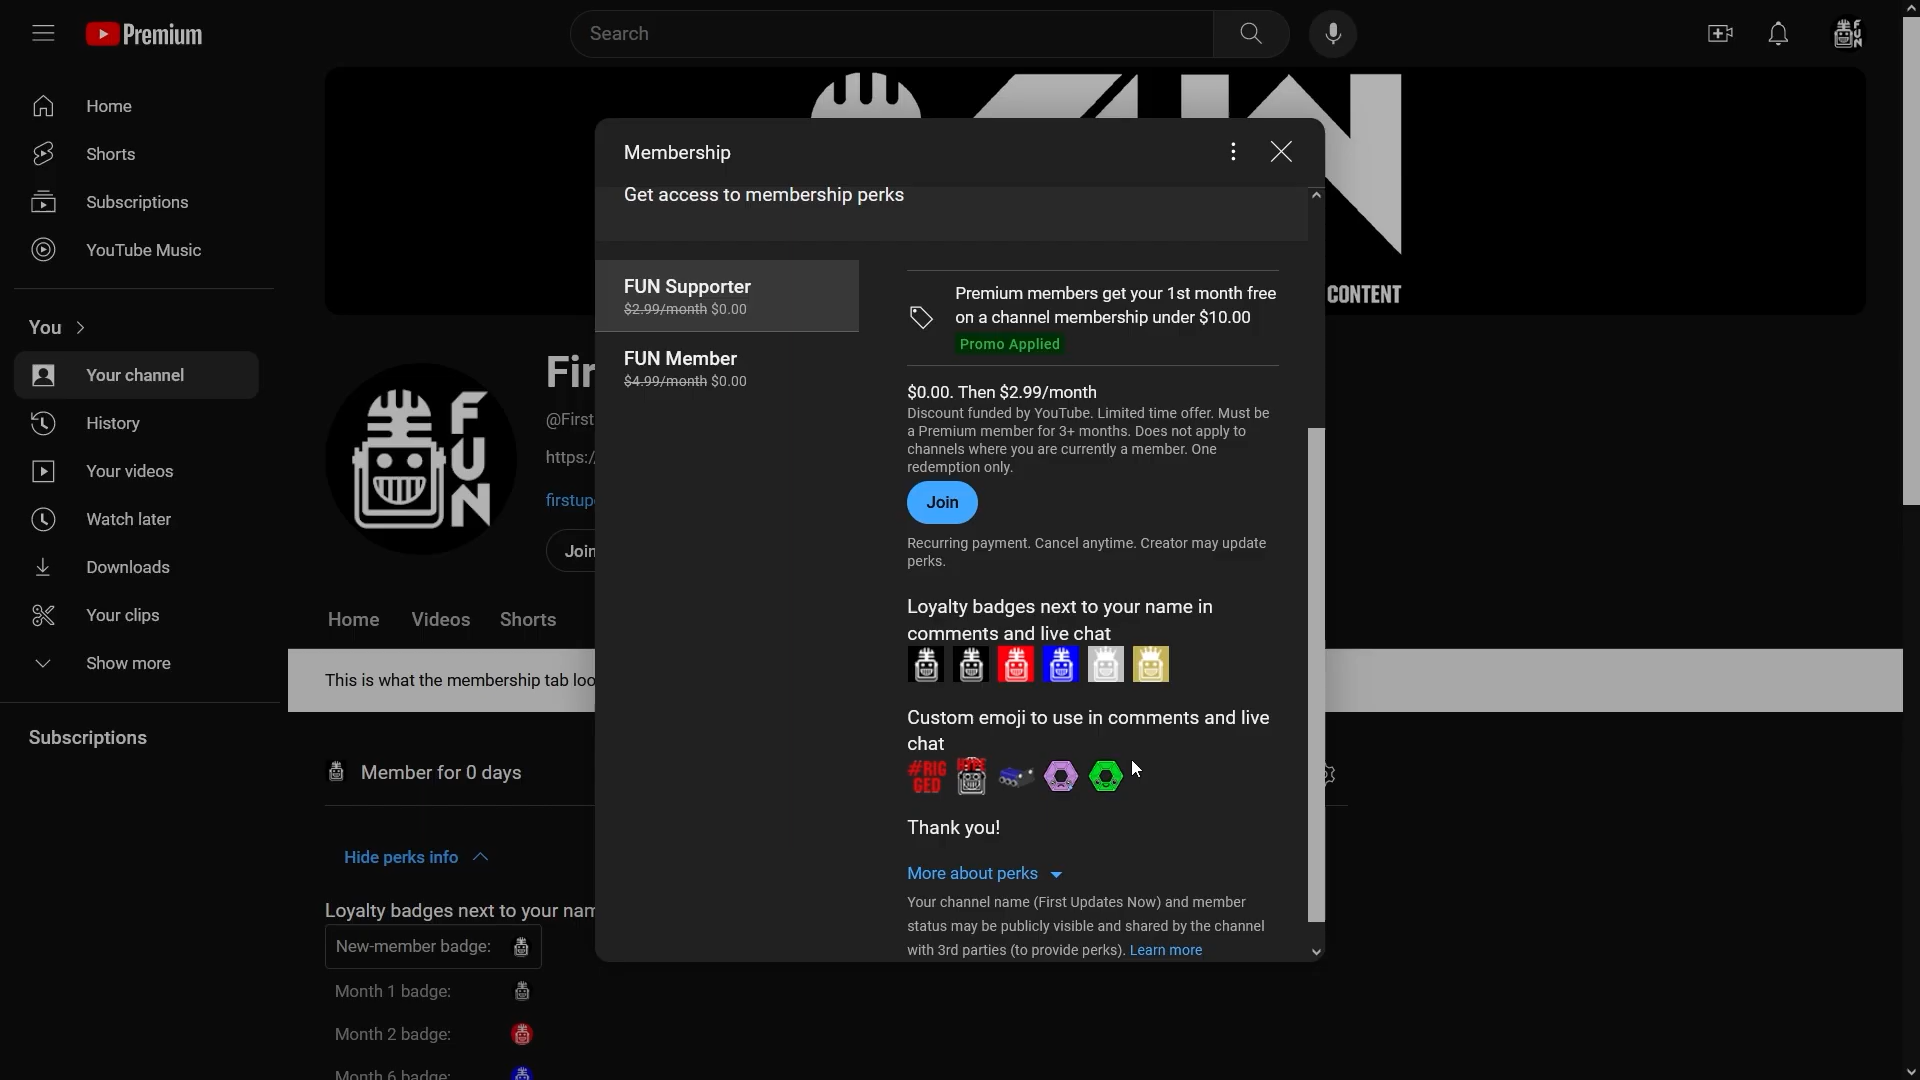 Premium
Search
FUN
Home
Shorts
Subscriptions
YouTube Music
You
Your channel
History
Your videos
Watch later
Downloads
Your clips
Show more
Subscriptions
CONTENT
FUN
Fir
@First
https:/
firstup
Join
Home Videos Shorts
This is what the membership tab loo
Member for 0 days
Hide perks info
Loyalty badges next to your nam
New-member badge:
Month 1 badge:
Month 2 badge:
Month 6 badge:
Membership
Get access to membership perks
FUN Supporter
$2.99/month $0.00
FUN Member
$4.99/month $0.00
Premium members get your 1st month free
on a channel membership under $10.00
Promo Applied
$0.00. Then $2.99/month
Discount funded by YouTube. Limited time offer. Must be
a Premium member for 3+ months. Does not apply to
channels where you are currently a member. One
redemption only.
Join
Recurring payment. Cancel anytime. Creator may update
perks.
Loyalty badges next to your name in
comments and live chat
Custom emoji to use in comments and live
chat
#RIG
GED
HYPE
Thank you!
More about perks
Your channel name (First Updates Now) and member
status may be publicly visible and shared by the channel
with 3rd parties (to provide perks). Learn more